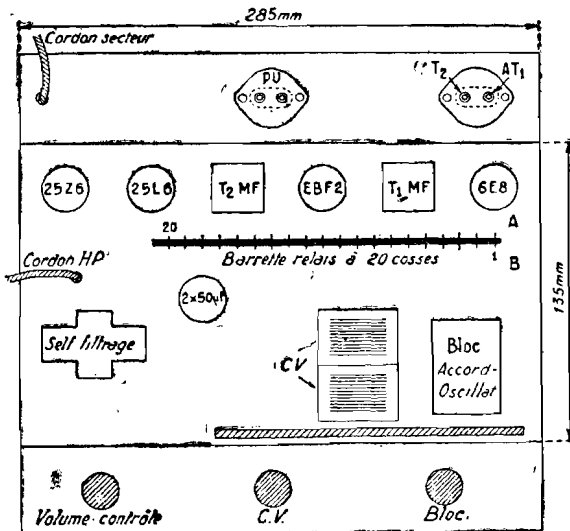 285mm
Cordon secteur
PU
T2
AT1
25Z6
25L6
T2 MF
EBF2
T1 MF
6E8
A
20
1
Barrette relais à 20 cosses
B
Cordon HP
135mm
2×50µF
Self filtrage
CV
Bloc
Accord-
Oscillat
Volume contrôle
C.V.
Bloc.